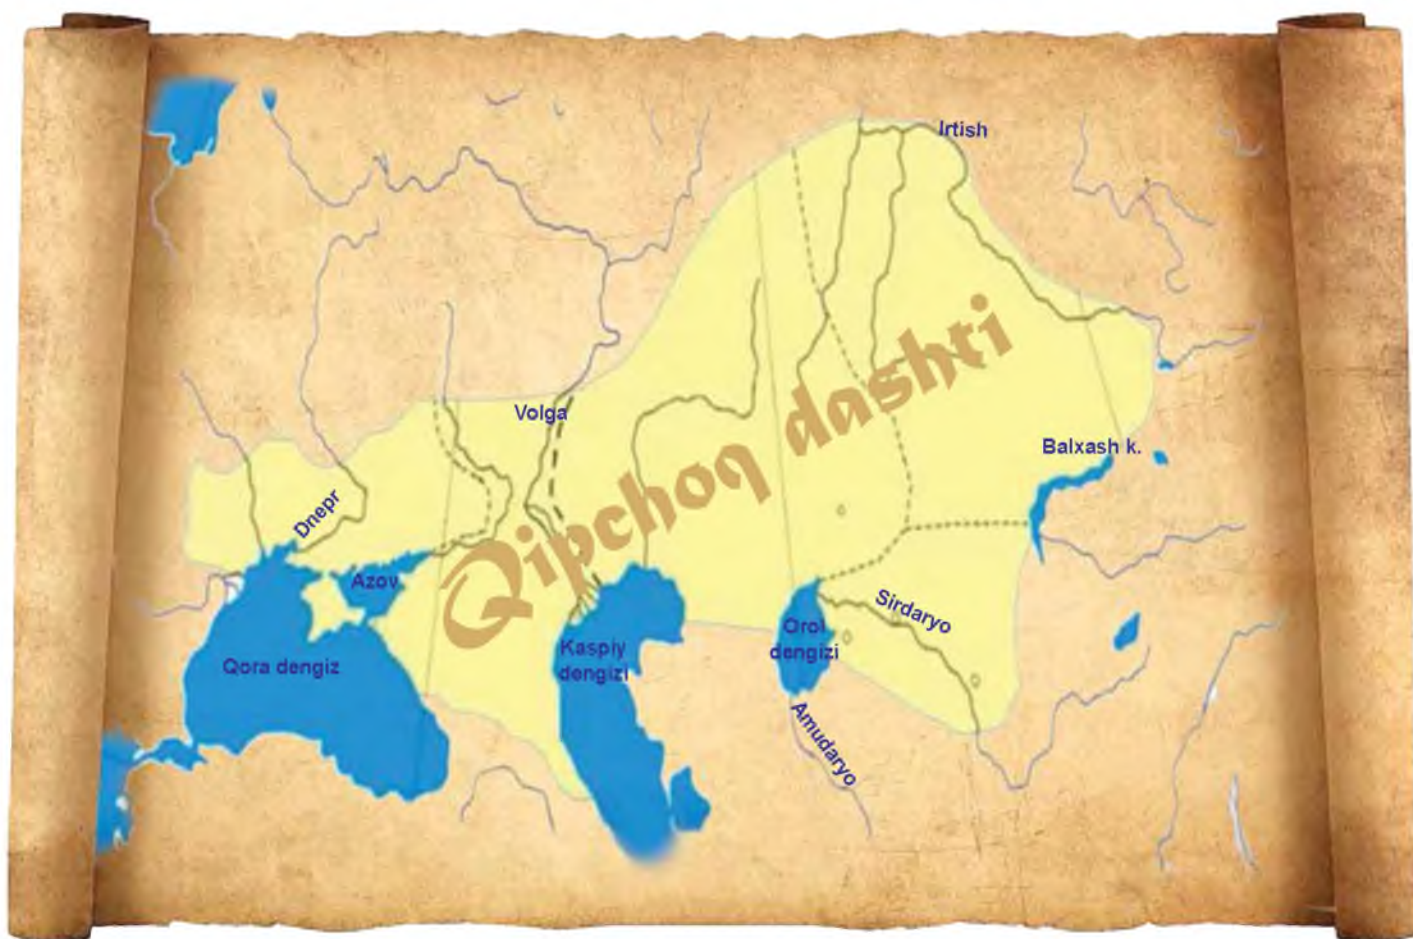 Irtish
Volga
Qipchoq dashti
Balxash k.
Dnepr
Azov
Sirdaryo
Qora dengiz
Kaspiy
dengizi
Orol
dengizi
Amudaryo